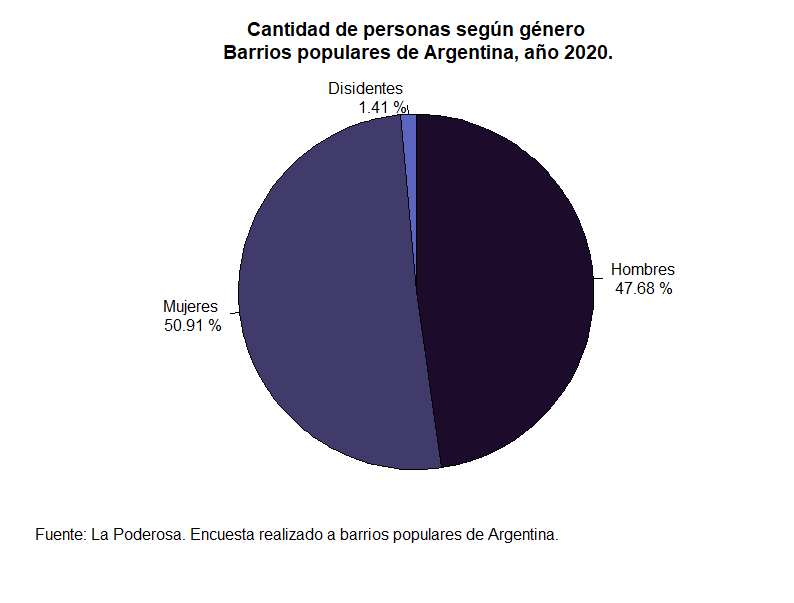 Cantidad de personas según género
Barrios populares de Argentina, año 2020.
Disidentes
1.41 %
Hombres
47.68 %
Mujeres
50.91 %
Fuente: La Poderosa. Encuesta realizado a barrios populares de Argentina.